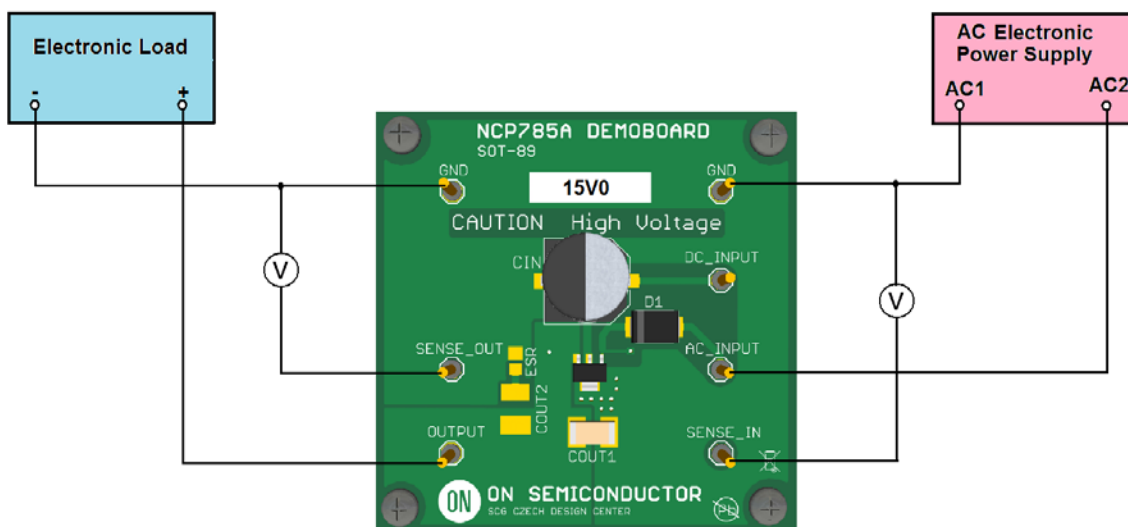 Electronic Load
-
+
AC Electronic
Power Supply
AC1
AC2
NCP785A DEMOBOARD
SOT-89
GND
GND
15V0
CAUTION High Voltage
CIN
DC_INPUT
V
D1
V
SENSE_OUT
ESR
AC_INPUT
COUT2
OUTPUT
COUT1
SENSE_IN
ON
ON SEMICONDUCTOR
SCG CZECH DESIGN CENTER
Pb